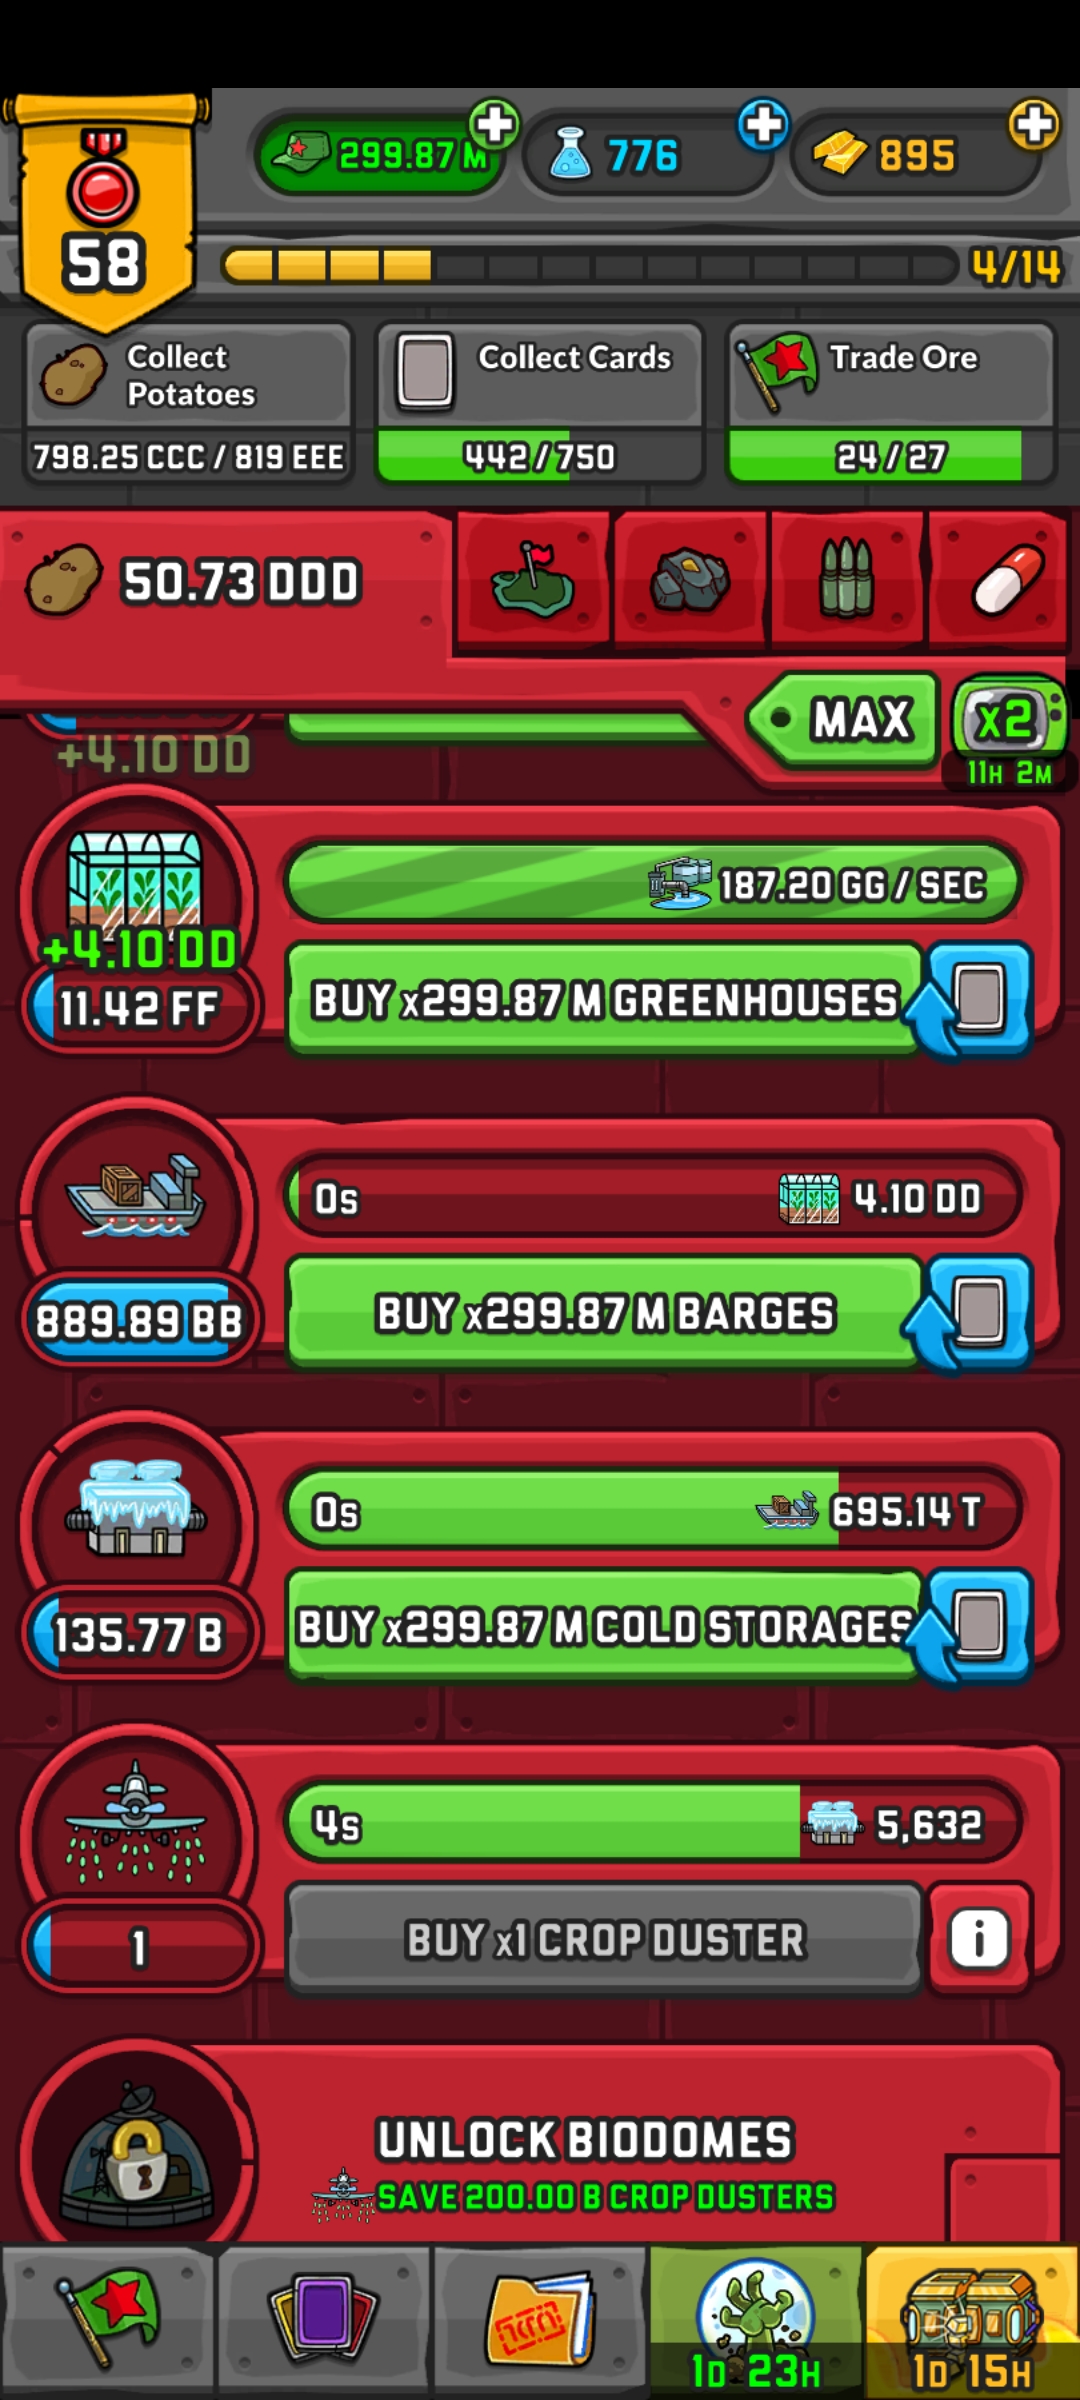 58
299.87 M
776
895
4/14
Collect
Potatoes
798.25 CCC / 819 EEE
Collect Cards
442/750
Trade Ore
24/27
50.73 DDD
MAX
x2
11H 2M
+4.10 DD
187.20 GG / SEC
+4.10 DD
11.42 FF
BUY x299.87 M GREENHOUSES
0s
4.10 DD
889.89 BB
BUY x299.87 M BARGES
0s
695.14 T
135.77 B
BUY x299.87 M COLD STORAGES
4s
5,632
1
BUY x1 CROP DUSTER
i
UNLOCK BIODOMES
SAVE 200.00 B CROP DUSTERS
1D 23H
1D 15H